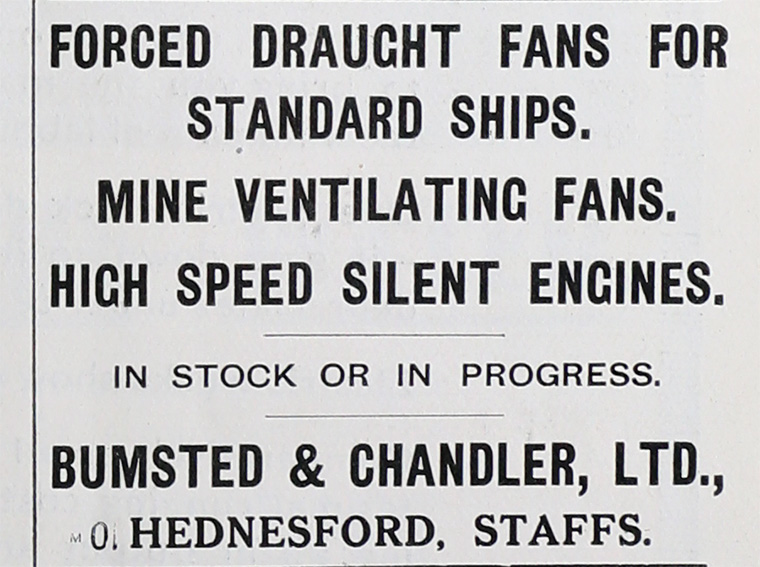 FORCED DRAUGHT FANS FOR
STANDARD SHIPS.
MINE VENTILATING FANS.
HIGH SPEED SILENT ENGINES.
IN STOCK OR IN PROGRESS.
BUMSTED & CHANDLER, LTD.,
HEDNESFORD, STAFFS.